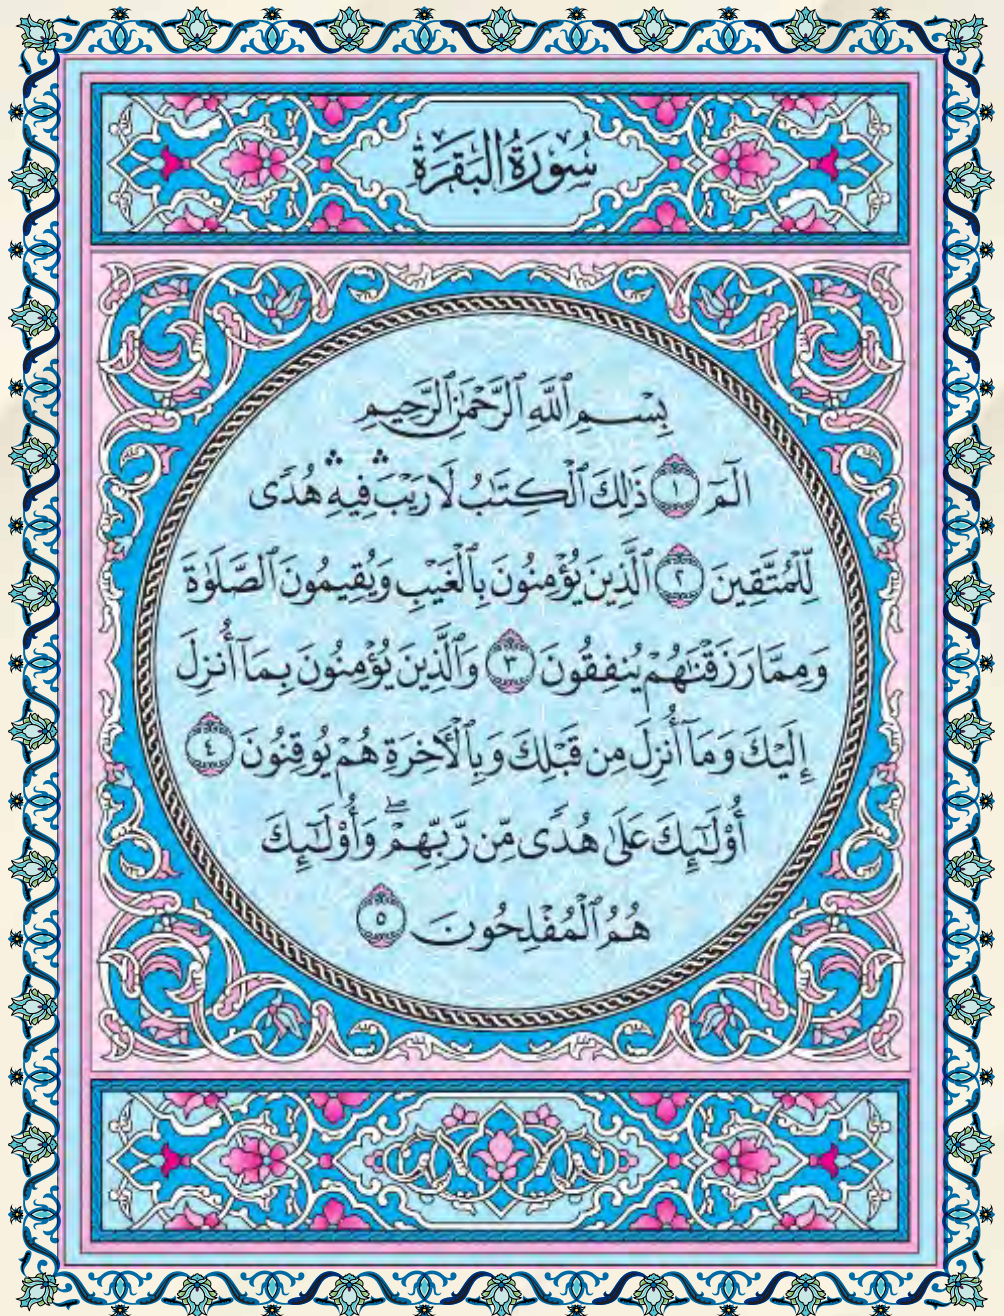 سُورَةُ الْبَقَرَةِ
بِسْمِ ٱللَّهِ ٱلرَّحْمَٰنِ ٱلرَّحِيمِ
الٓمٓ ١ ذَٰلِكَ ٱلْكِتَٰبُ لَا رَيْبَ ۛ فِيهِ ۛ هُدًى
لِّلْمُتَّقِينَ ٢ ٱلَّذِينَ يُؤْمِنُونَ بِٱلْغَيْبِ وَيُقِيمُونَ ٱلصَّلَوٰةَ
وَمِمَّا رَزَقْنَٰهُمْ يُنفِقُونَ ٣ وَٱلَّذِينَ يُؤْمِنُونَ بِمَآ أُنزِلَ
إِلَيْكَ وَمَآ أُنزِلَ مِن قَبْلِكَ وَبِٱلْأَخِرَةِ هُمْ يُوقِنُونَ ٤
أُو۟لَٰٓئِكَ عَلَىٰ هُدًى مِّن رَّبِّهِمْ ۖ وَأُو۟لَٰٓئِكَ
هُمُ ٱلْمُفْلِحُونَ ٥